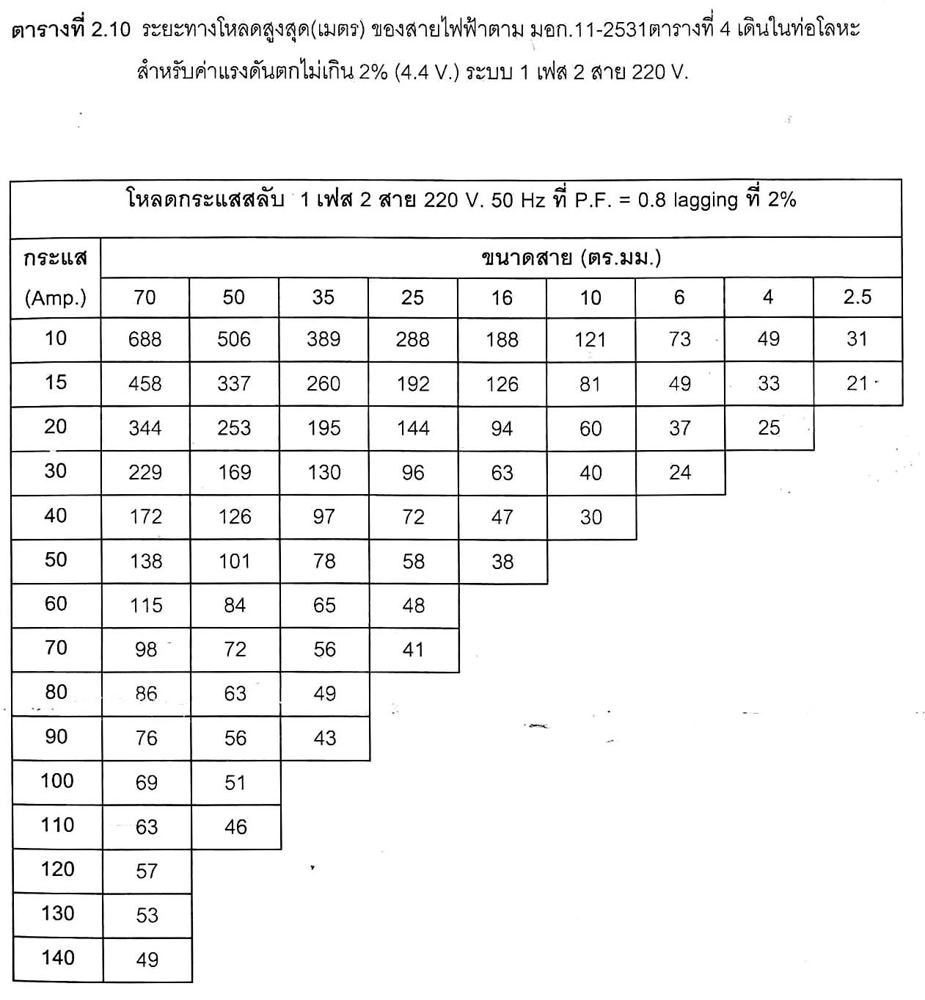 ตารางที่ 2.10 ระยะทางโหลดสูงสุด(เมตร) ของสายไฟฟ้าตาม มอก.11-2531ตารางที่ 4 เดินในท่อโลหะ
สำหรับค่าแรงดันตกไม่เกิน 2% (4.4 V.) ระบบ 1 เฟส 2 สาย 220 V.
โหลดกระแสสลับ 1 เฟส 2 สาย 220 V. 50 Hz ที่ P.F. = 0.8 lagging ที่ 2%
กระแส ขนาดสาย (ตร.มม.)
(Amp.) 70 50 35 25 16 10 6 4 2.5
10 688 506 389 288 188 121 73 49 31
15 458 337 260 192 126 81 49 33 21
20 344 253 195 144 94 60 37 25
30 229 169 130 96 63 40 24
40 172 126 97 72 47 30
50 138 101 78 58 38
60 115 84 65 48
70 98 72 56 41
80 86 63 49
90 76 56 43
100 69 51
110 63 46
120 57
130 53
140 49